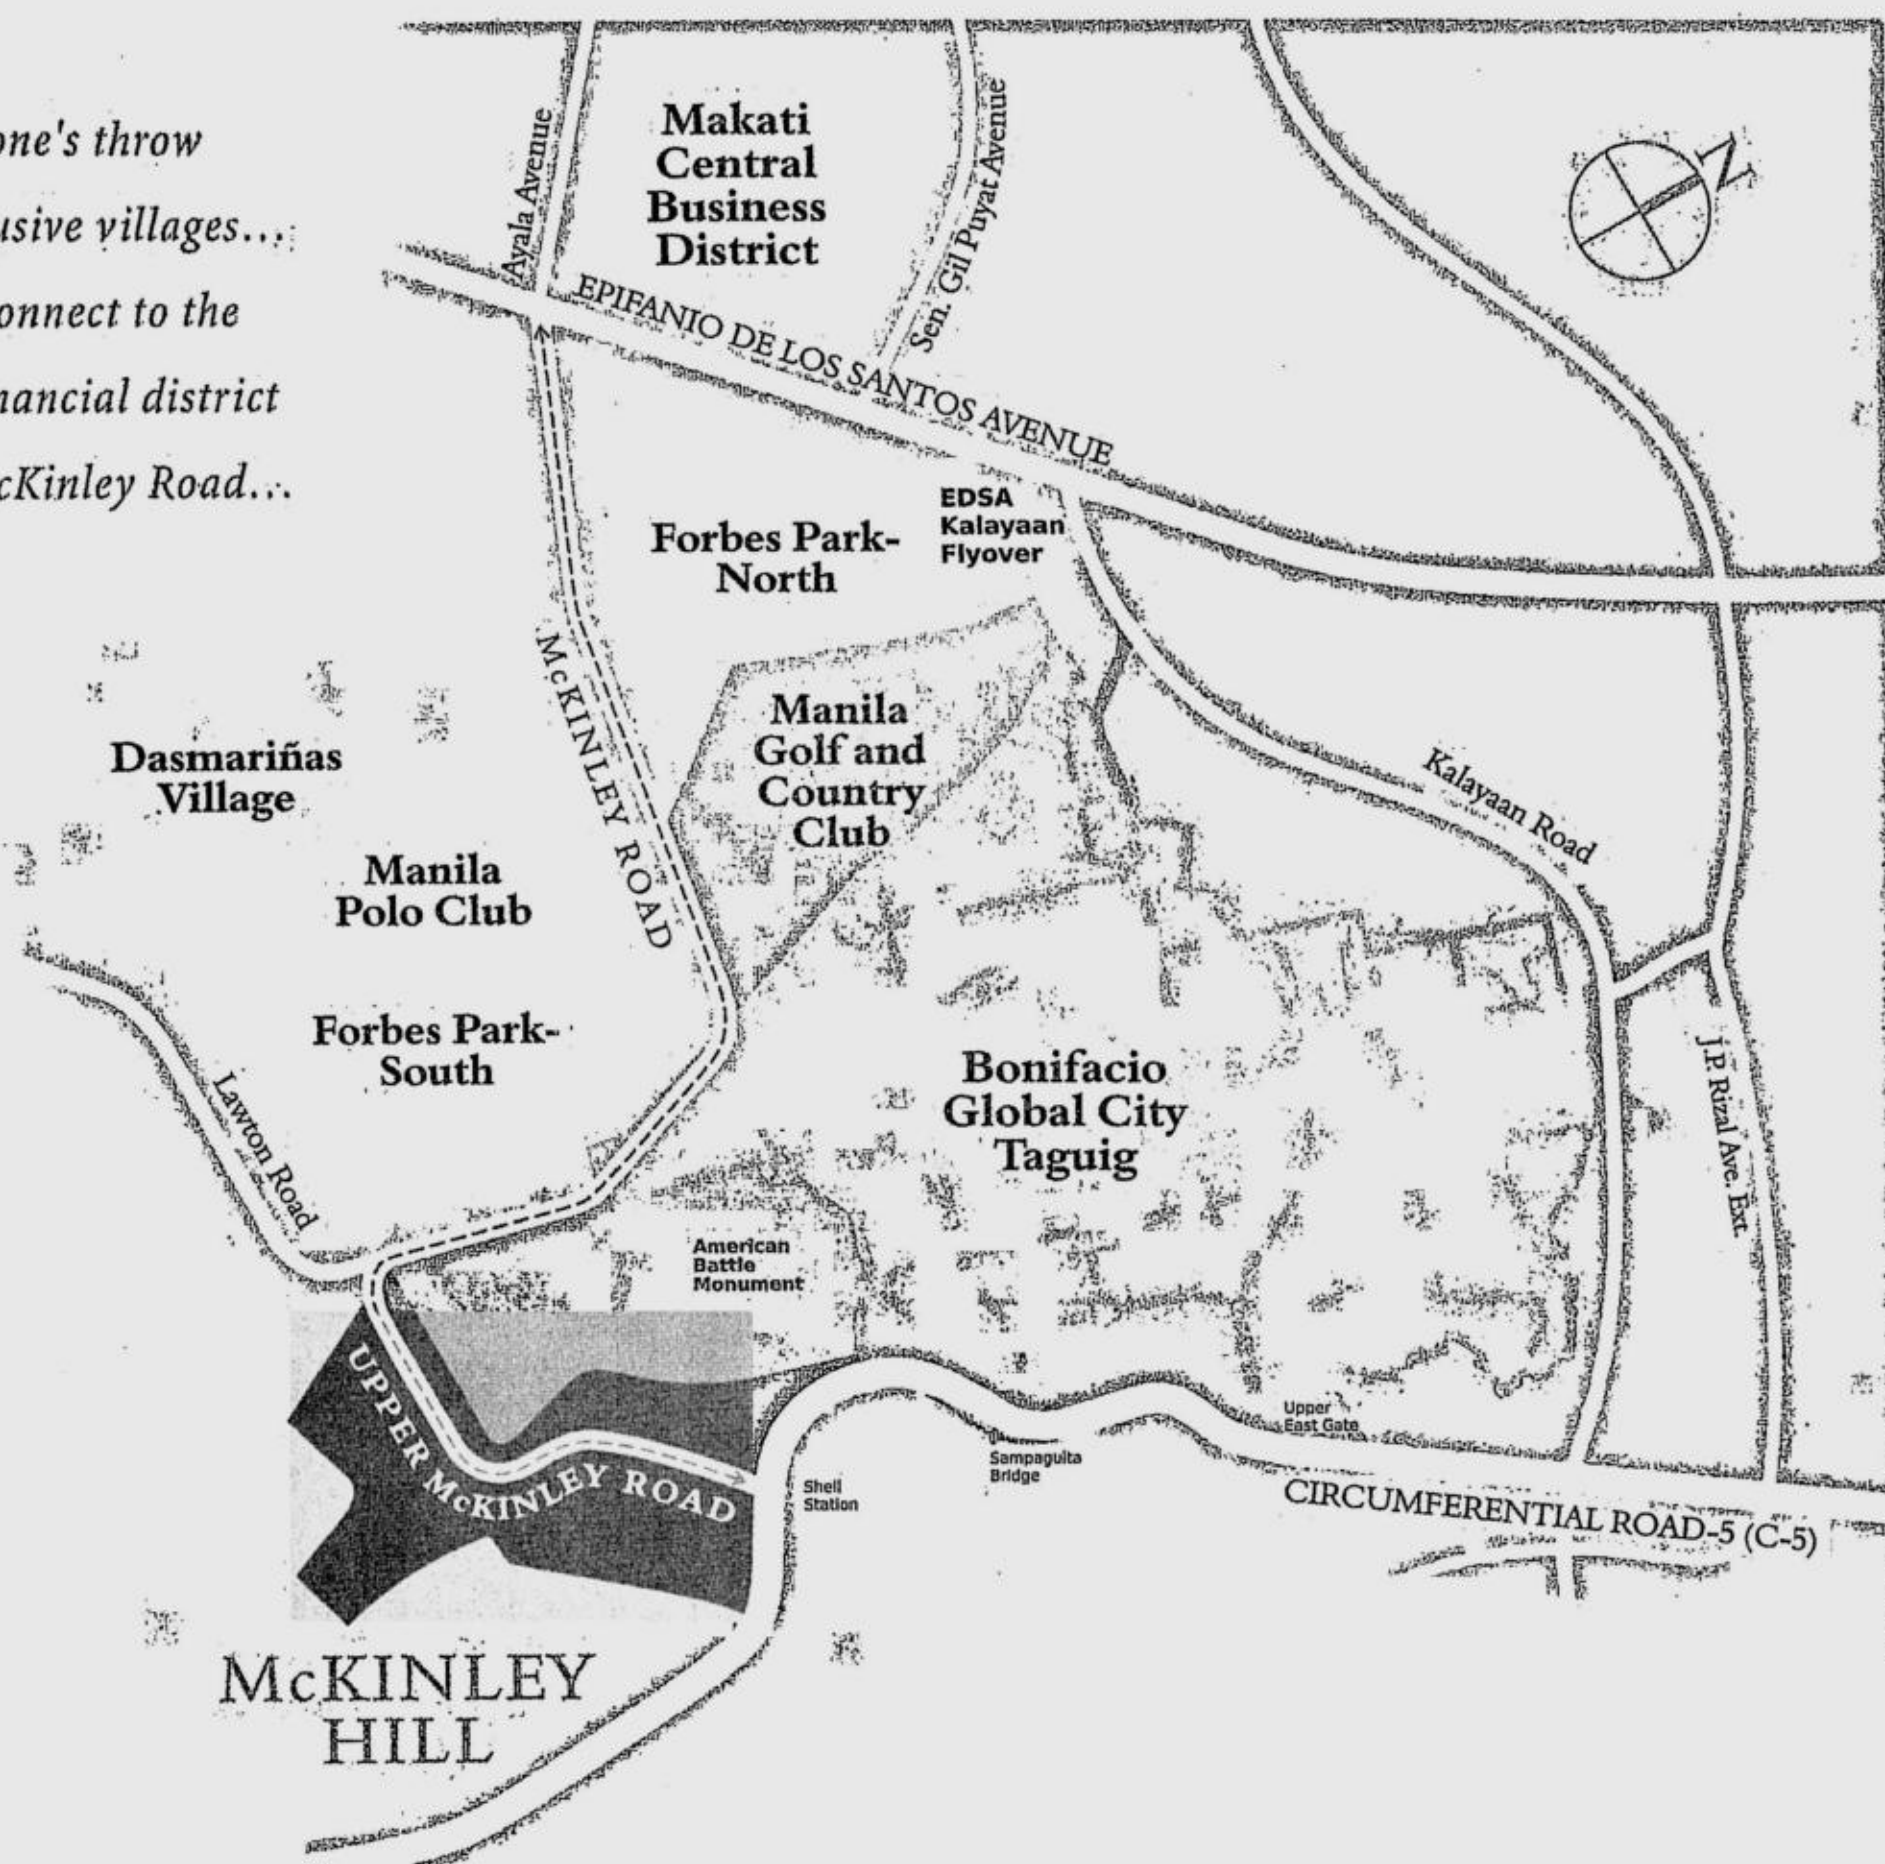 one's throw
usive villages...
onnect to the
nancial district
cKinley Road...
Ayala Avenue
Makati
Central
Business
District
Sen. Gil Puyat Avenue
N
EPIFANIO DE LOS SANTOS AVENUE
EDSA
Kalayaan
Flyover
Forbes Park-
North
McKINLEY ROAD
Manila
Golf and
Country
Club
Dasmariñas
Village
Manila
Polo Club
Kalayaan Road
Forbes Park-
South
Lawton Road
Bonifacio
Global City
Taguig
J.P. Rizal Ave. Ext.
American
Battle
Monument
UPPER McKINLEY ROAD
Upper
East Gate
Sampaguita
Bridge
Shell
Station
CIRCUMFERENTIAL ROAD-5 (C-5)
McKINLEY
HILL